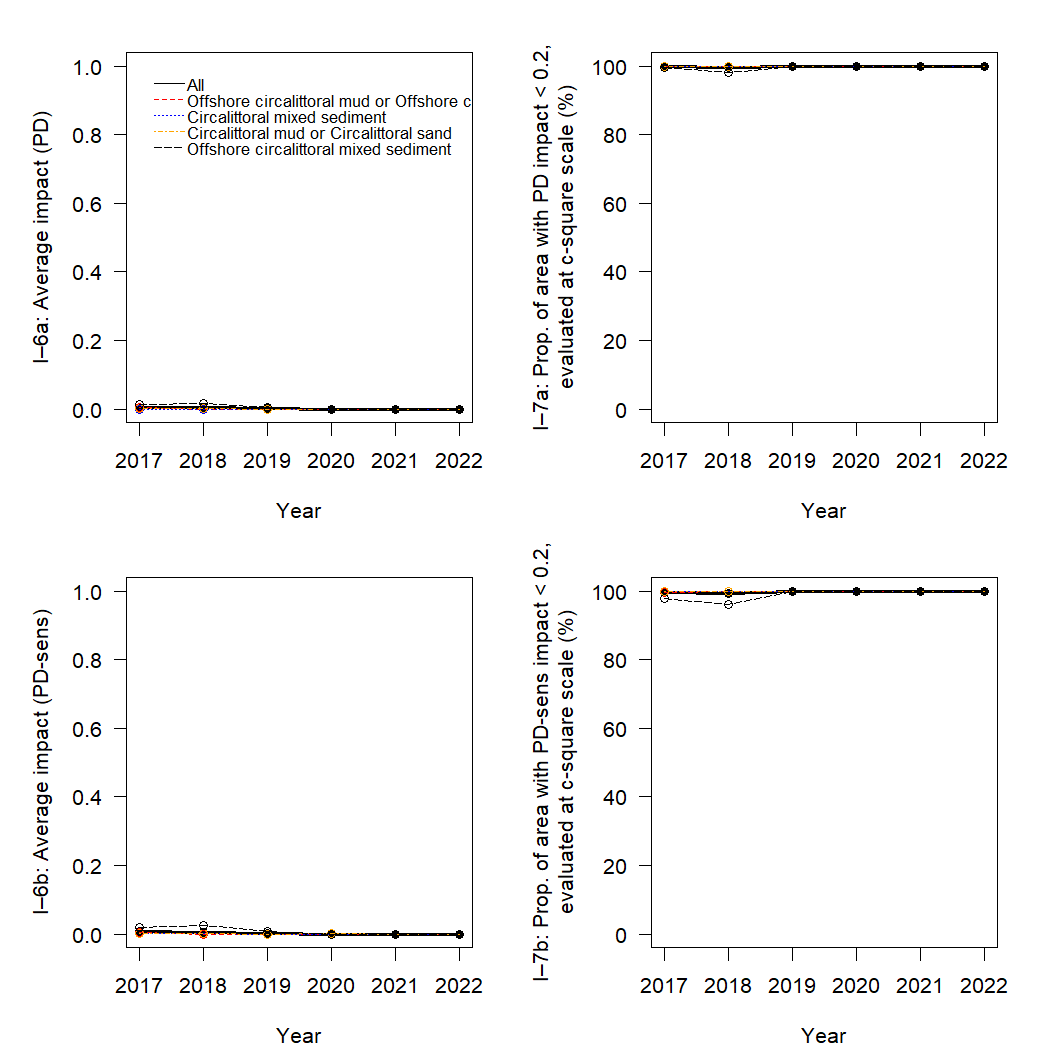 I−6a: Average impact (PD)
1.0
0.8
0.6
0.4
0.2
0.0
All
Offshore circalittoral mud or Offshore c
Circalittoral mixed sediment
Circalittoral mud or Circalittoral sand
Offshore circalittoral mixed sediment
2017 2018 2019 2020 2021 2022
Year
I−7a: Prop. of area with PD impact < 0.2,
evaluated at c-square scale (%)
100
80
60
40
20
0
2017 2018 2019 2020 2021 2022
Year
I−6b: Average impact (PD-sens)
1.0
0.8
0.6
0.4
0.2
0.0
2017 2018 2019 2020 2021 2022
Year
I−7b: Prop. of area with PD-sens impact < 0.2,
evaluated at c-square scale (%)
100
80
60
40
20
0
2017 2018 2019 2020 2021 2022
Year